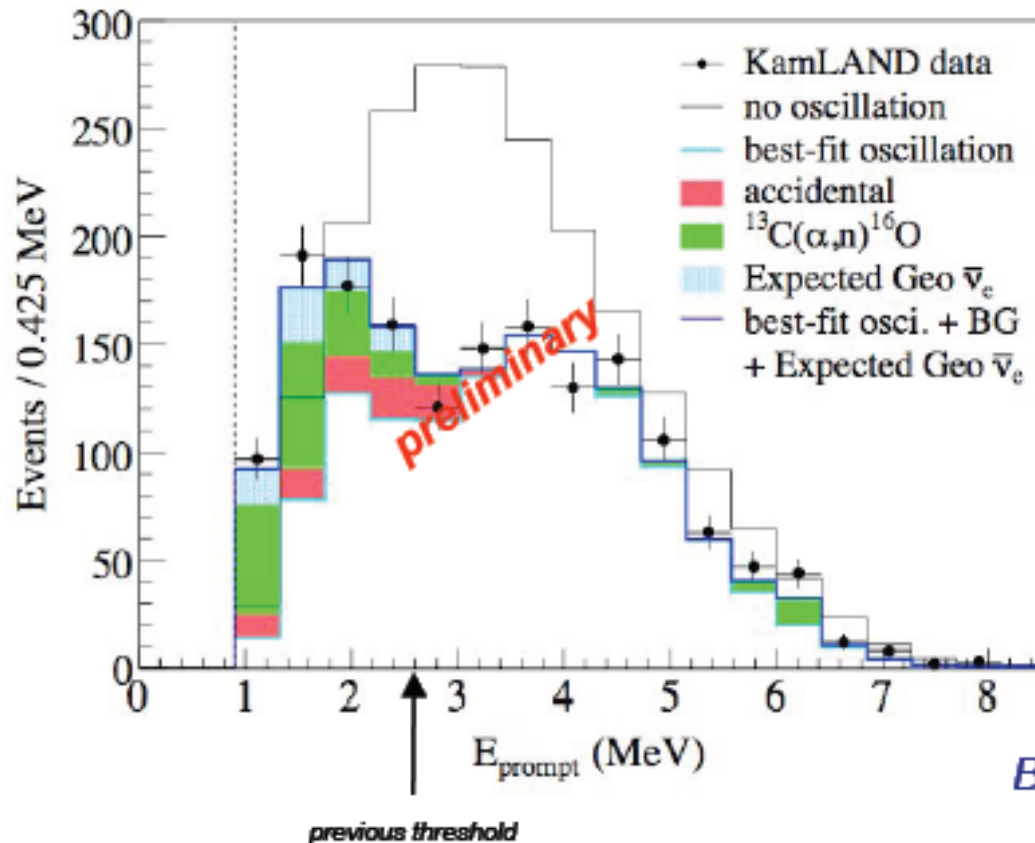 300
250
200
150
100
50
0
Events / 0.425 MeV
KamLAND data
no oscillation
best-fit oscillation
accidental
¹³C(α,n)¹⁶O
Expected Geo ν̄ₑ
best-fit osci. + BG
+ Expected Geo ν̄ₑ
preliminary
0 1 2 3 4 5 6 7 8
E_prompt (MeV)
E
previous threshold